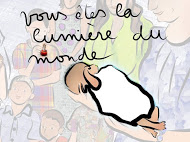 vous êtes la
lumière du
monde